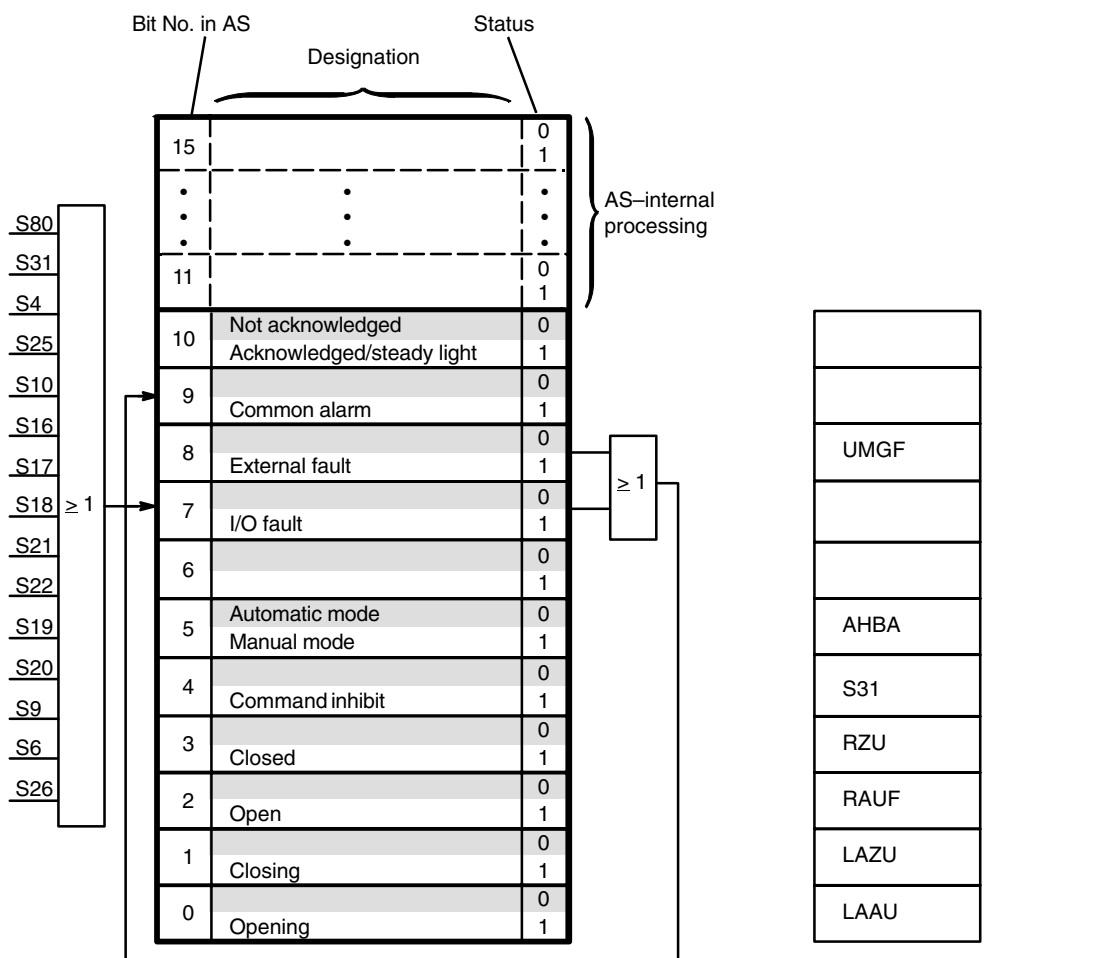 Bit No. in AS
Status
Designation
15
0
1
AS–internal
processing
11
0
1
S80
S31
S4
S25
S10
S16
S17
S18
S21
S22
S19
S20
S9
S6
S26
≥ 1
10
Not acknowledged
0
Acknowledged/steady light
1
9
0
Common alarm
1
8
0
External fault
1
7
0
I/O fault
1
6
0
1
5
Automatic mode
0
Manual mode
1
4
0
Command inhibit
1
3
0
Closed
1
2
0
Open
1
1
0
Closing
1
0
0
Opening
1
≥ 1
UMGF
AHBA
S31
RZU
RAUF
LAZU
LAAU